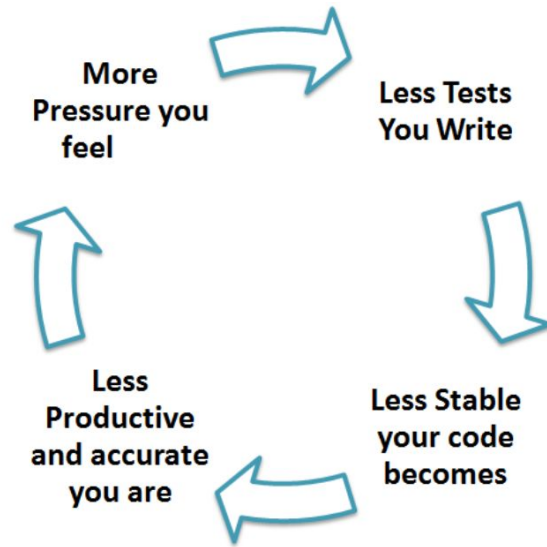 More
Pressure you
feel
Less Tests
You Write
Less Stable
your code
becomes
Less
Productive
and accurate
you are